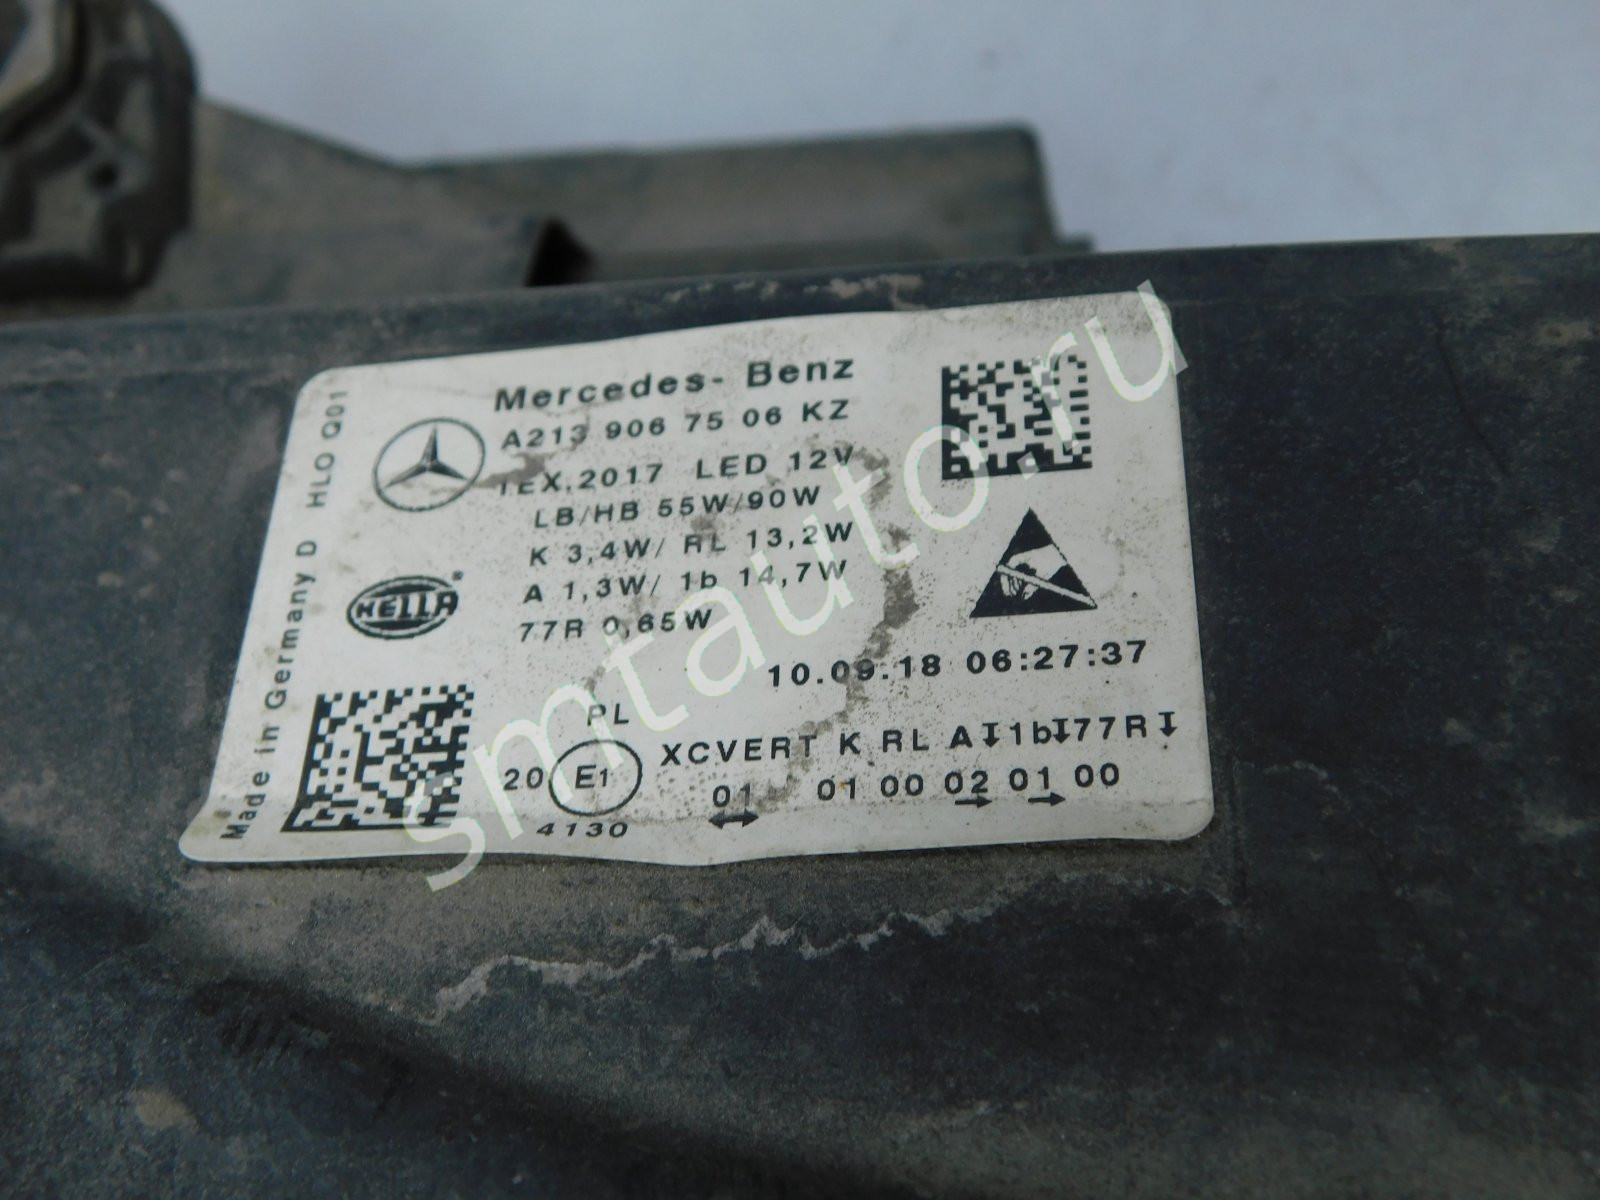 Mercedes- Benz
A213 906 75 06 KZ
1EX.2017 LED 12V
LB/HB 55W/90W
K 3,4W/ RL 13,2W
A 1,3W/ 1b 14,7W
77R 0,65W
HELLA®
Made in Germany D HLO Q01
10.09.18 06:27:37
PL
XCVERT K RL A↧1b↧77R↧
20 E1 01 01 00 02 01 00
4130
smtauto.ru